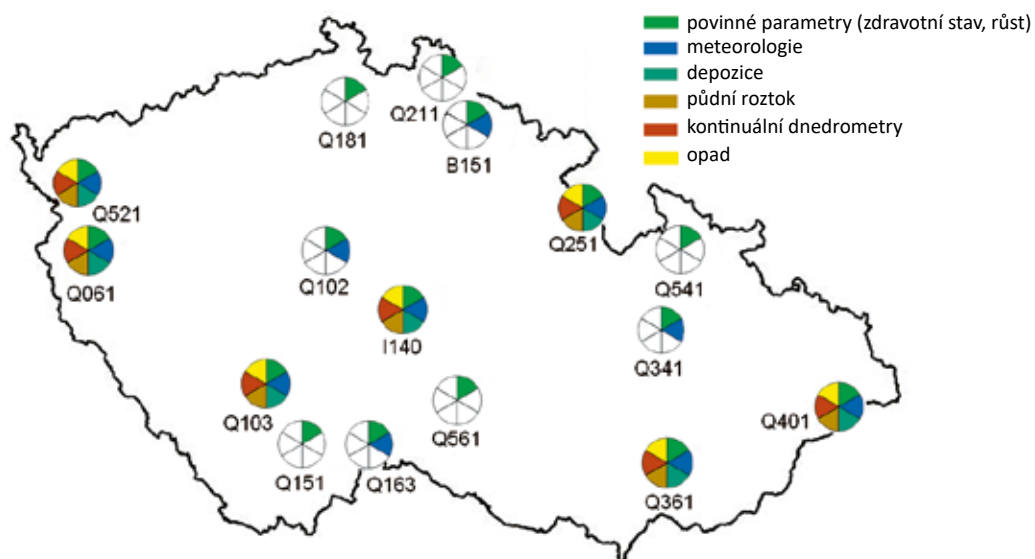 povinné parametry (zdravotní stav, růst)
meteorologie
depozice
půdní roztok
kontinuální dnedrometry
opad
Q211
Q181
B151
Q521
Q251
Q061
Q102
Q541
I140
Q341
Q103
Q561
Q401
Q151
Q163
Q361